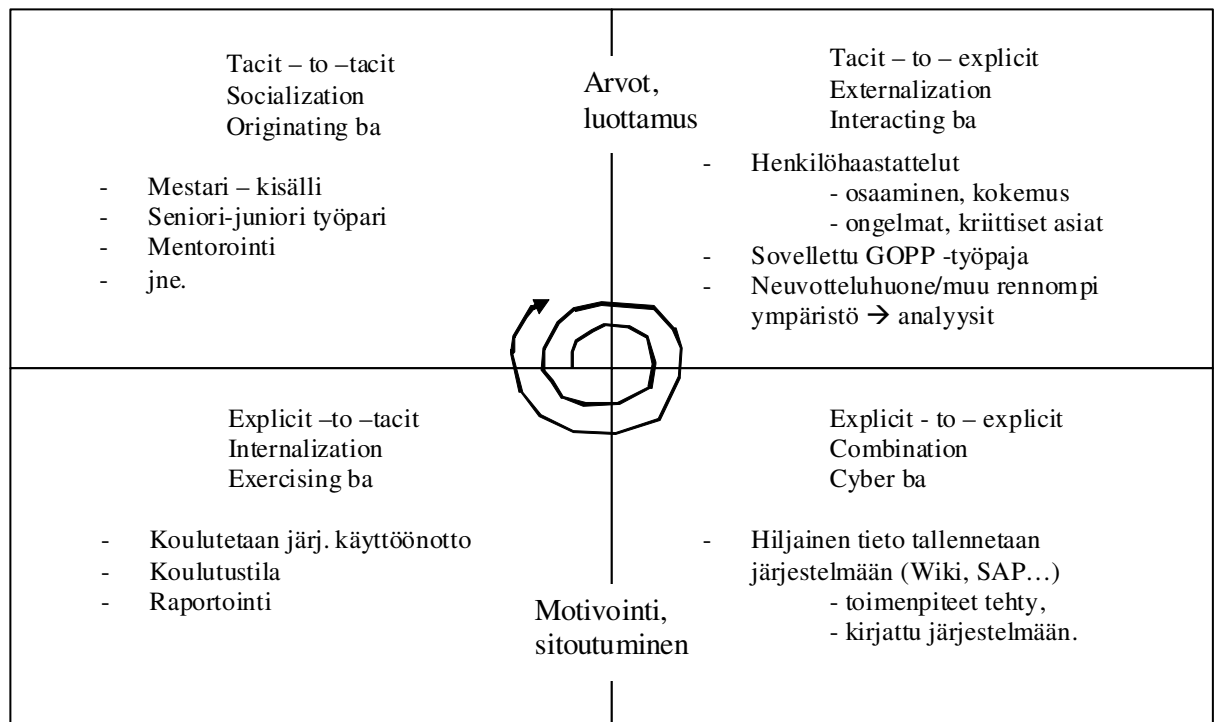 Tacit – to –tacit
Socialization
Originating ba
- Mestari – kisälli
- Seniori-juniori työpari
- Mentorointi
- jne.
Arvot,
luottamus
Tacit – to – explicit
Externalization
Interacting ba
- Henkilöhaastattelut
- osaaminen, kokemus
- ongelmat, kriittiset asiat
- Sovellettu GOPP -työpaja
- Neuvotteluhuone/muu rennompi
ympäristö → analyysit
Explicit –to –tacit
Internalization
Exercising ba
- Koulutetaan järj. käyttöönotto
- Koulutustila
- Raportointi
Motivointi,
sitoutuminen
Explicit - to – explicit
Combination
Cyber ba
- Hiljainen tieto tallennetaan
järjestelmään (Wiki, SAP…)
- toimenpiteet tehty,
- kirjattu järjestelmään.